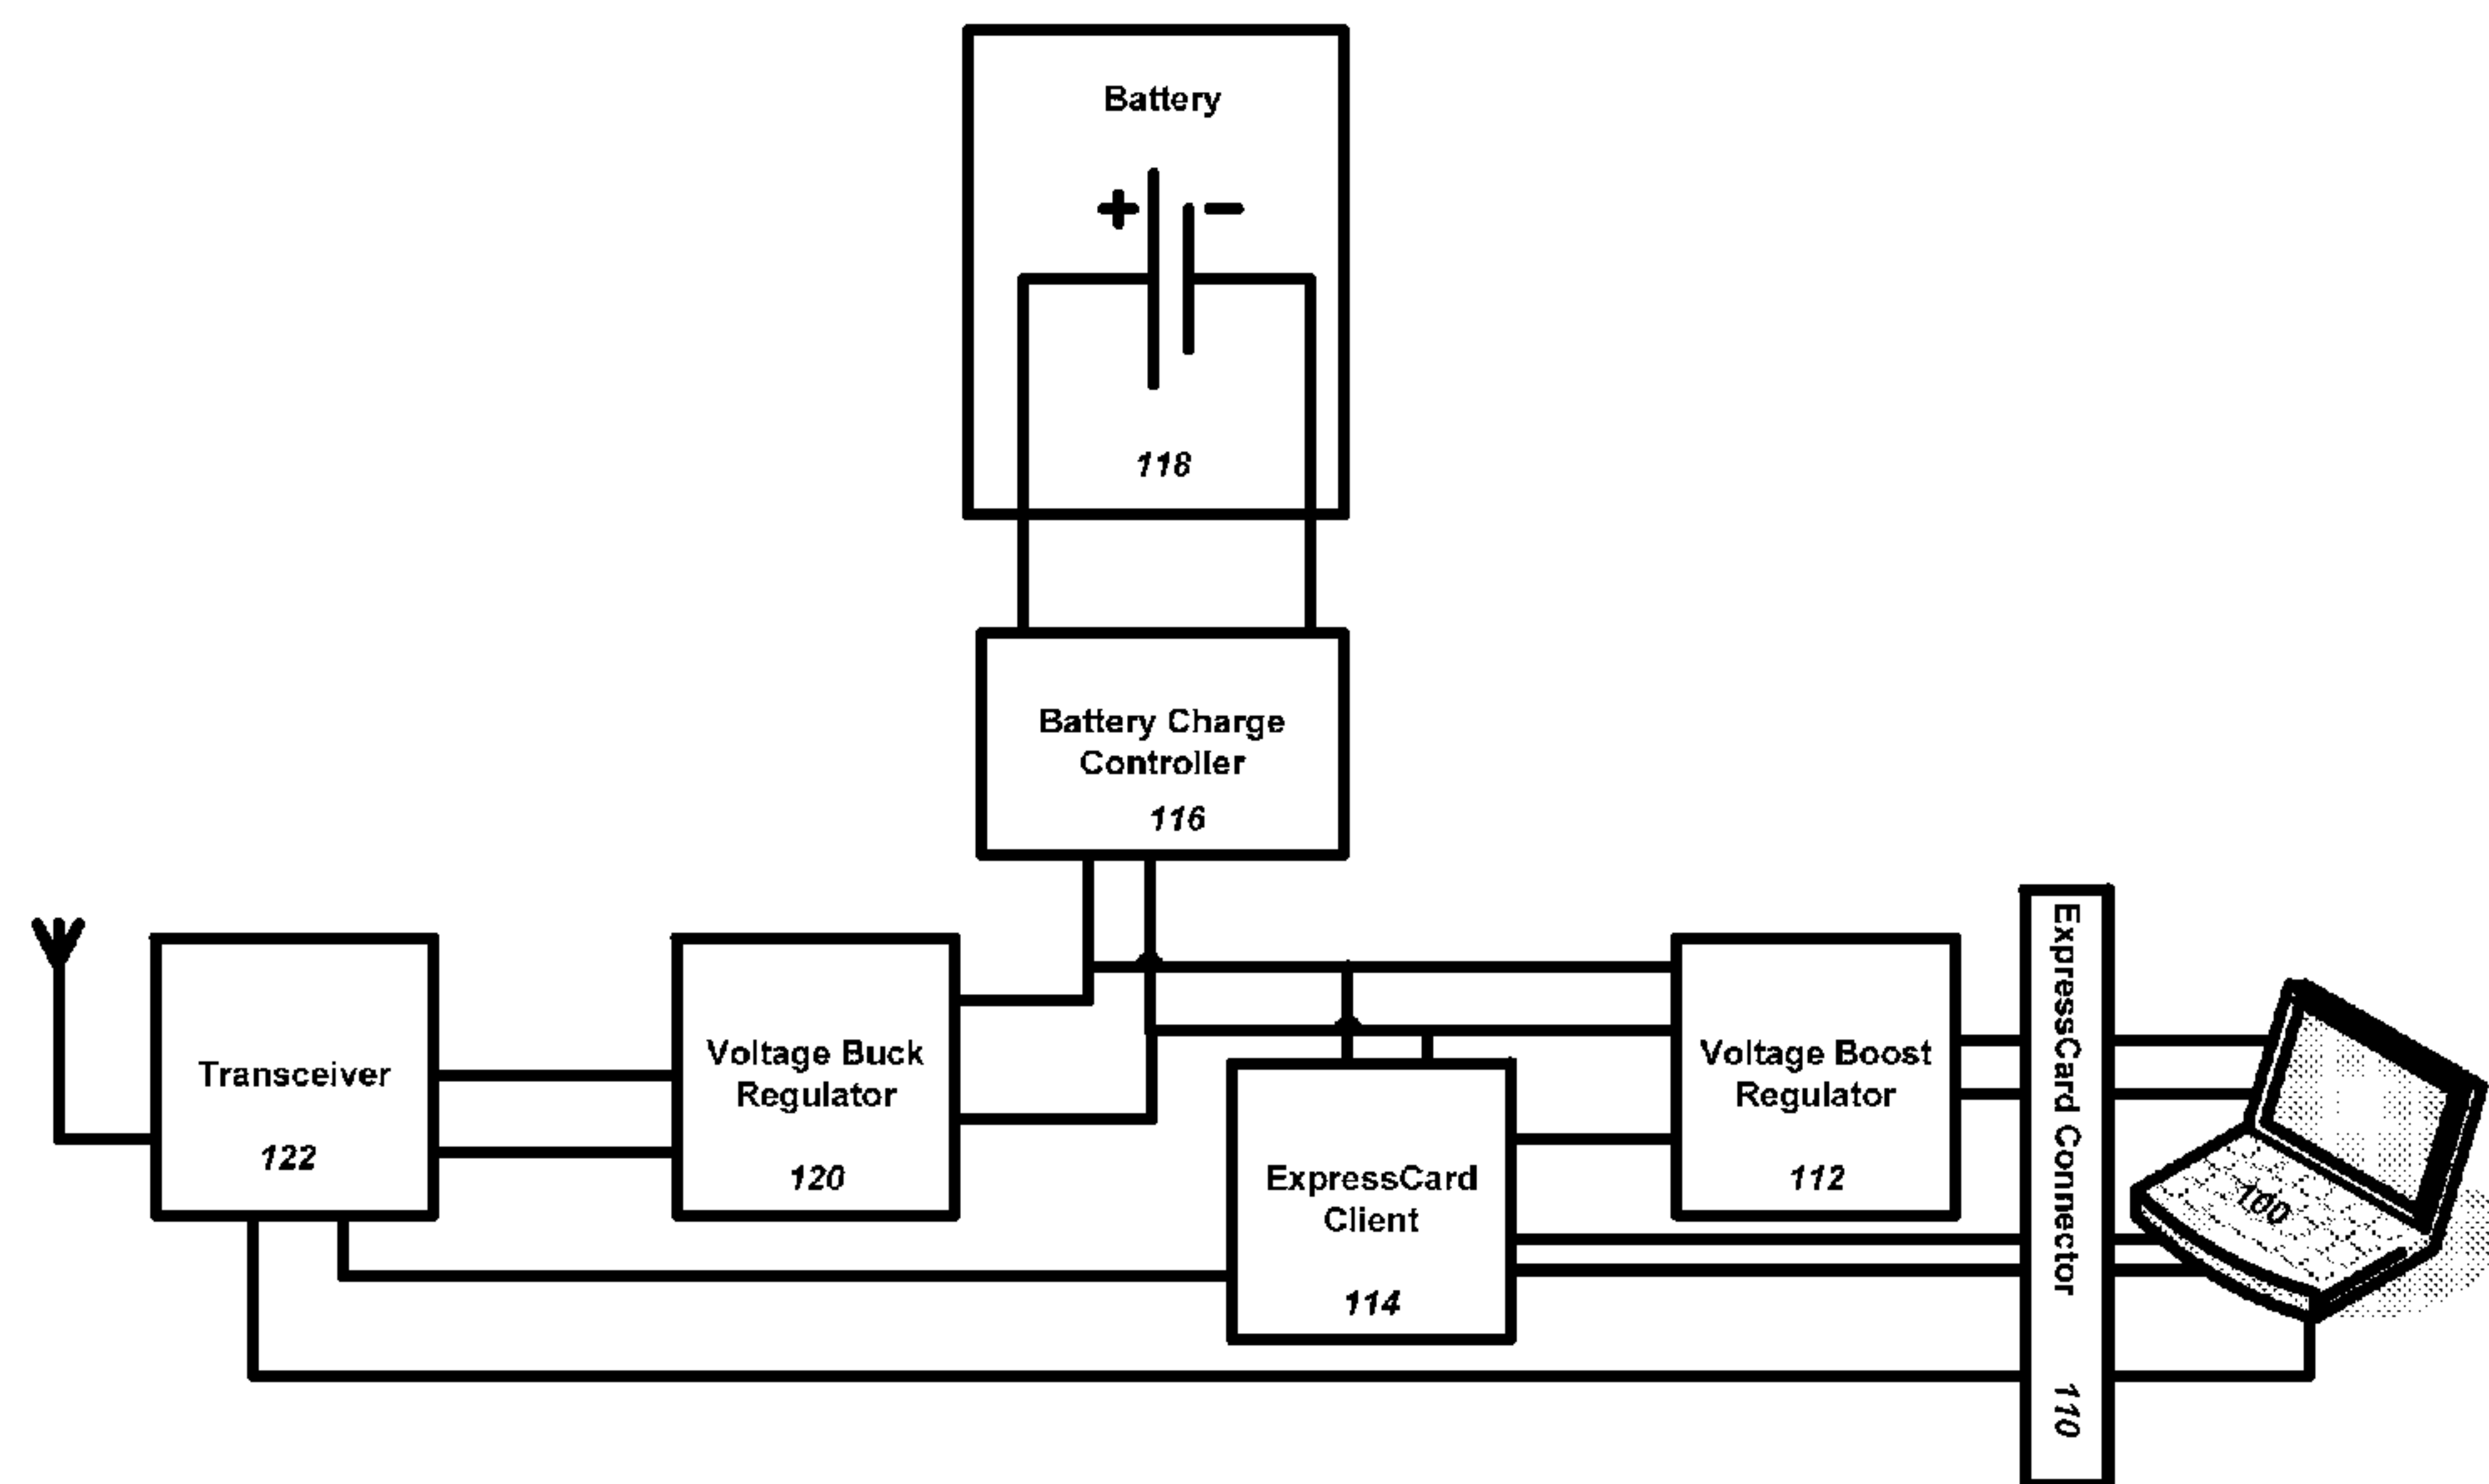 Battery
+ -
118
Battery Charge
Controller
116
Transceiver
122
Voltage Buck
Regulator
120
ExpressCard
Client
114
Voltage Boost
Regulator
112
ExpressCard Connector 110
100